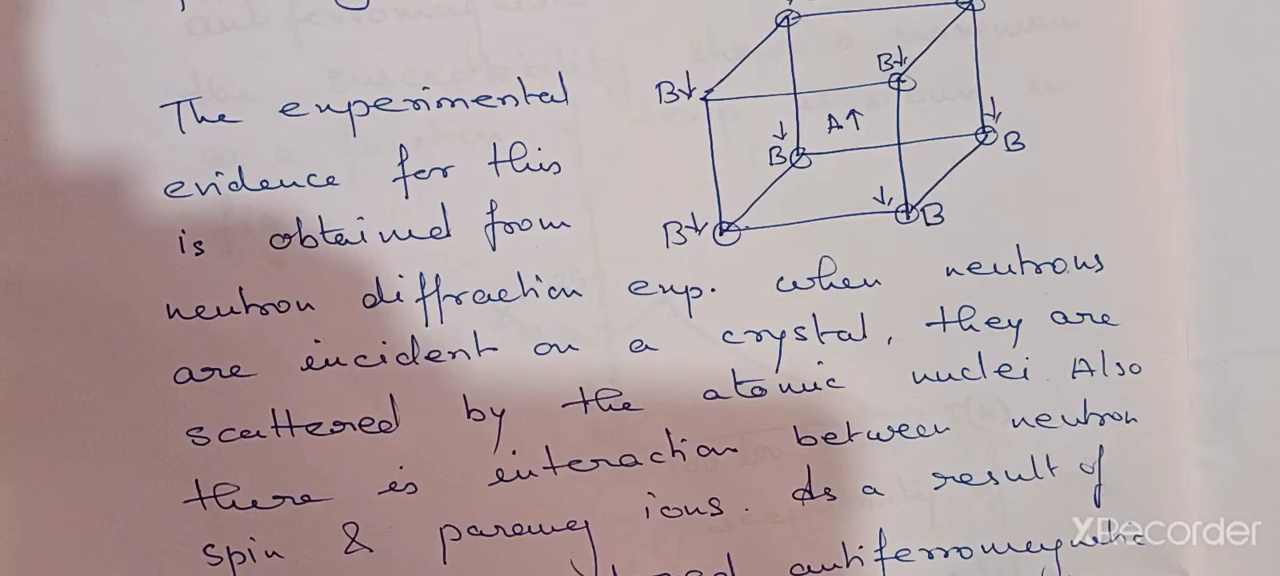 B↓
B↓
The experimental
A↑
↓
B
↓
B
evidence for this
B↓
↓
B
is obtained from
neutron diffraction exp. when neutrons
are incident on a crystal, they are
scattered by the atomic nuclei Also
there is interaction between neutron
spin & paramag ions. As a result of
antiferromagnetic
XRecorder